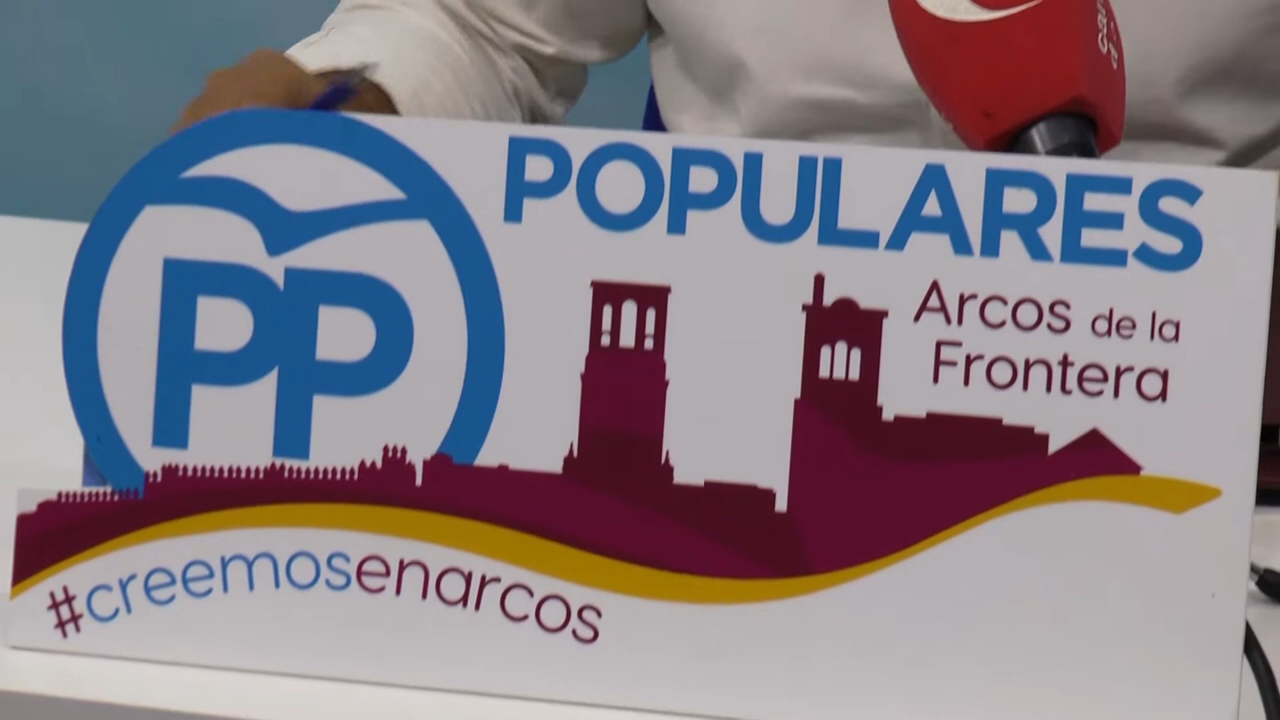 PP
POPULARES
Arcos de la
Frontera
#creemosenarcos